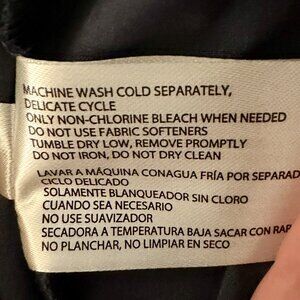 MACHINE WASH COLD SEPARATELY,
DELICATE CYCLE
ONLY NON-CHLORINE BLEACH WHEN NEEDED
DO NOT USE FABRIC SOFTENERS
TUMBLE DRY LOW, REMOVE PROMPTLY
DO NOT IRON, DO NOT DRY CLEAN
LAVAR A MÁQUINA CONAGUA FRÍA POR SEPARAD
CICLO DELICADO
SOLAMENTE BLANQUEADOR SIN CLORO
CUANDO SEA NECESARIO
NO USE SUAVIZADOR
SECADORA A TEMPERATURA BAJA SACAR CON RAP
NO PLANCHAR, NO LIMPIAR EN SECO